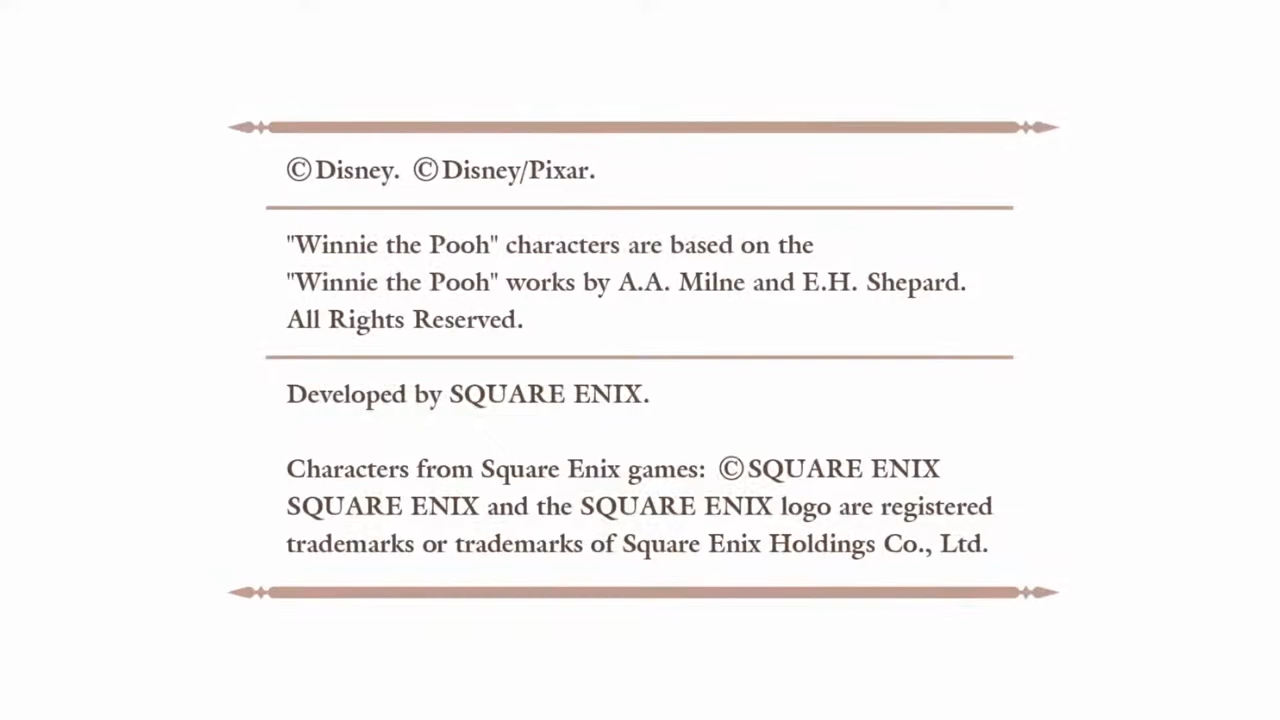 ©Disney. ©Disney/Pixar.
"Winnie the Pooh" characters are based on the
"Winnie the Pooh" works by A.A. Milne and E.H. Shepard.
All Rights Reserved.
Developed by SQUARE ENIX.
Characters from Square Enix games: ©SQUARE ENIX
SQUARE ENIX and the SQUARE ENIX logo are registered
trademarks or trademarks of Square Enix Holdings Co., Ltd.